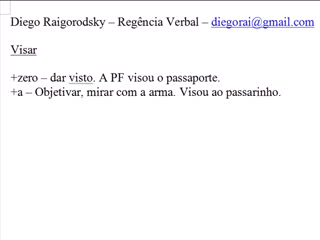 Diego Raigorodsky – Regência Verbal – diegorai@gmail.com
Visar
+zero – dar visto. A PF visou o passaporte.
+a – Objetivar, mirar com a arma. Visou ao passarinho.